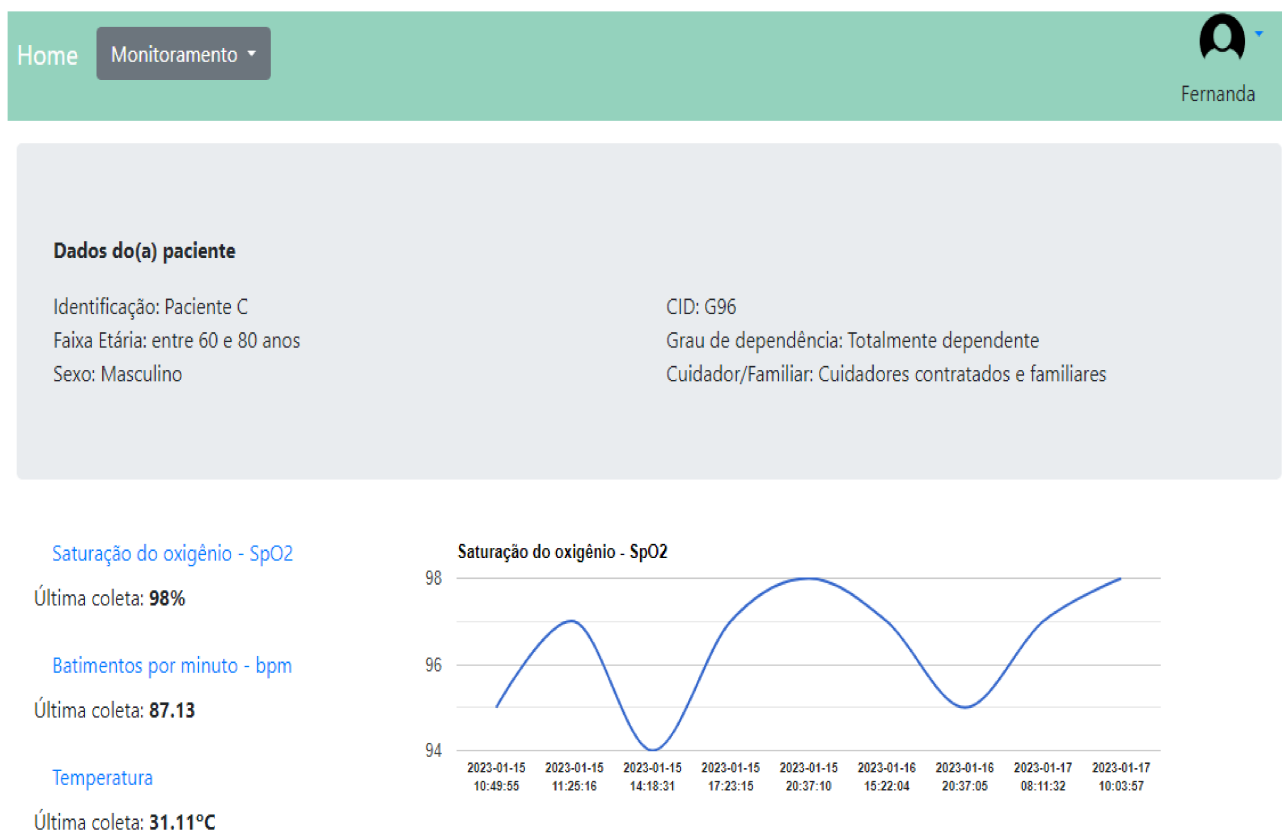 Home
Monitoramento
Fernanda
Dados do(a) paciente
Identificação: Paciente C
Faixa Etária: entre 60 e 80 anos
Sexo: Masculino
CID: G96
Grau de dependência: Totalmente dependente
Cuidador/Familiar: Cuidadores contratados e familiares
Saturação do oxigênio - SpO2
Última coleta: 98%
Batimentos por minuto - bpm
Última coleta: 87.13
Temperatura
Última coleta: 31.11ºC
Saturação do oxigênio - SpO2
98
96
94
2023-01-15 10:49:55
2023-01-15 11:25:16
2023-01-15 14:18:31
2023-01-15 17:23:15
2023-01-15 20:37:10
2023-01-16 15:22:04
2023-01-16 20:37:05
2023-01-17 08:11:32
2023-01-17 10:03:57